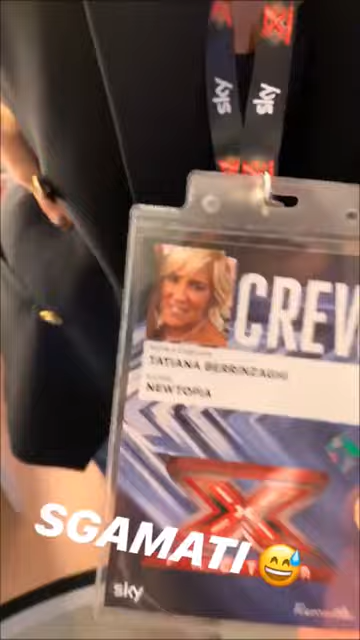 sky
sky
CREW
TATIANA BERRINZAGHI
NEWTOPIA
X
SGAMATI 😅
sky